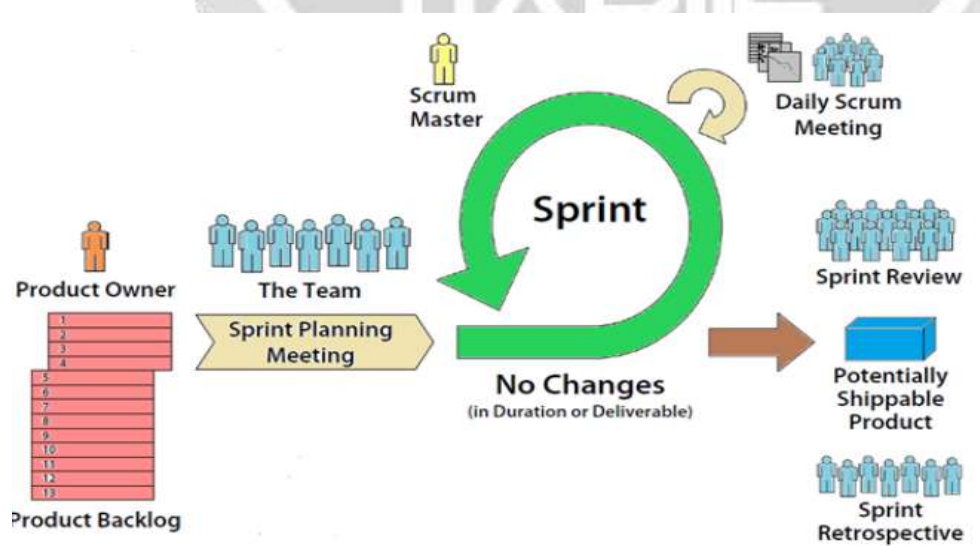 Scrum
Master
Daily Scrum
Meeting
Sprint
Product Owner
The Team
Sprint Review
1
2
3
4
5
6
7
8
9
10
11
12
13
Sprint Planning
Meeting
No Changes
(in Duration or Deliverable)
Potentially
Shippable
Product
Product Backlog
Sprint
Retrospective